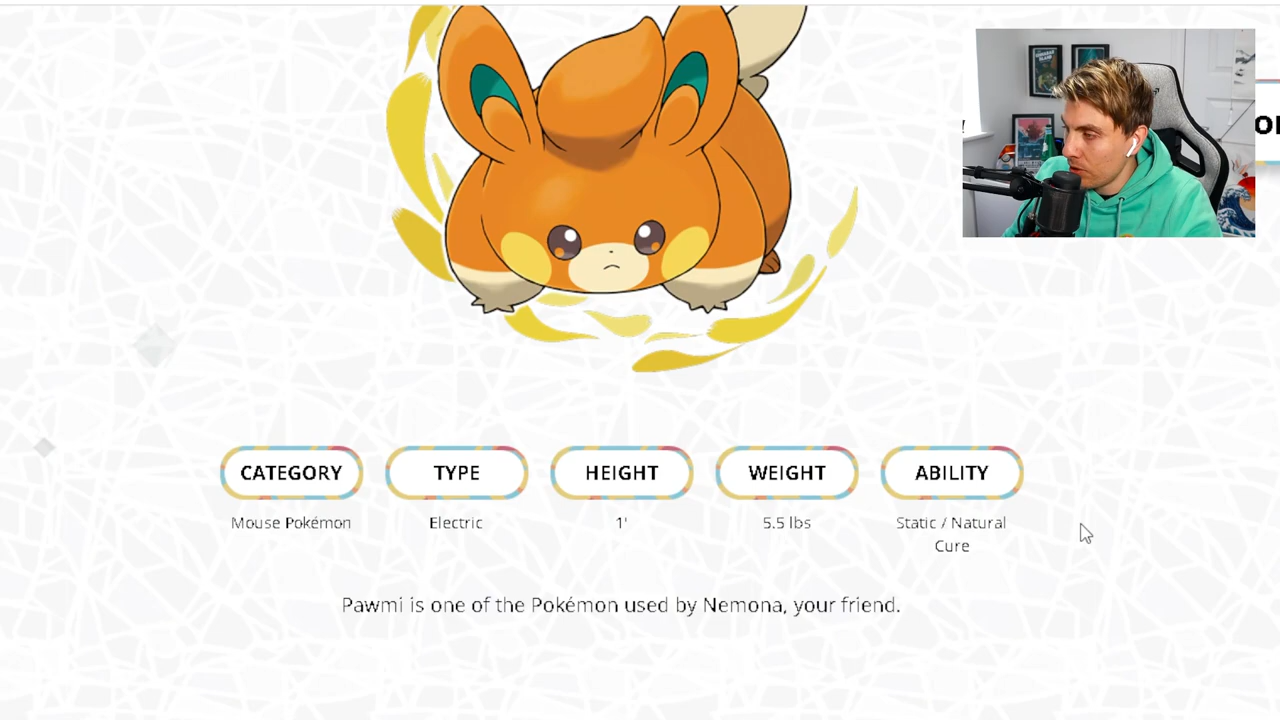 CATEGORY
TYPE
HEIGHT
WEIGHT
ABILITY
Mouse Pokémon
Electric
1'
5.5 lbs
Static / Natural
Cure
Pawmi is one of the Pokémon used by Nemona, your friend.